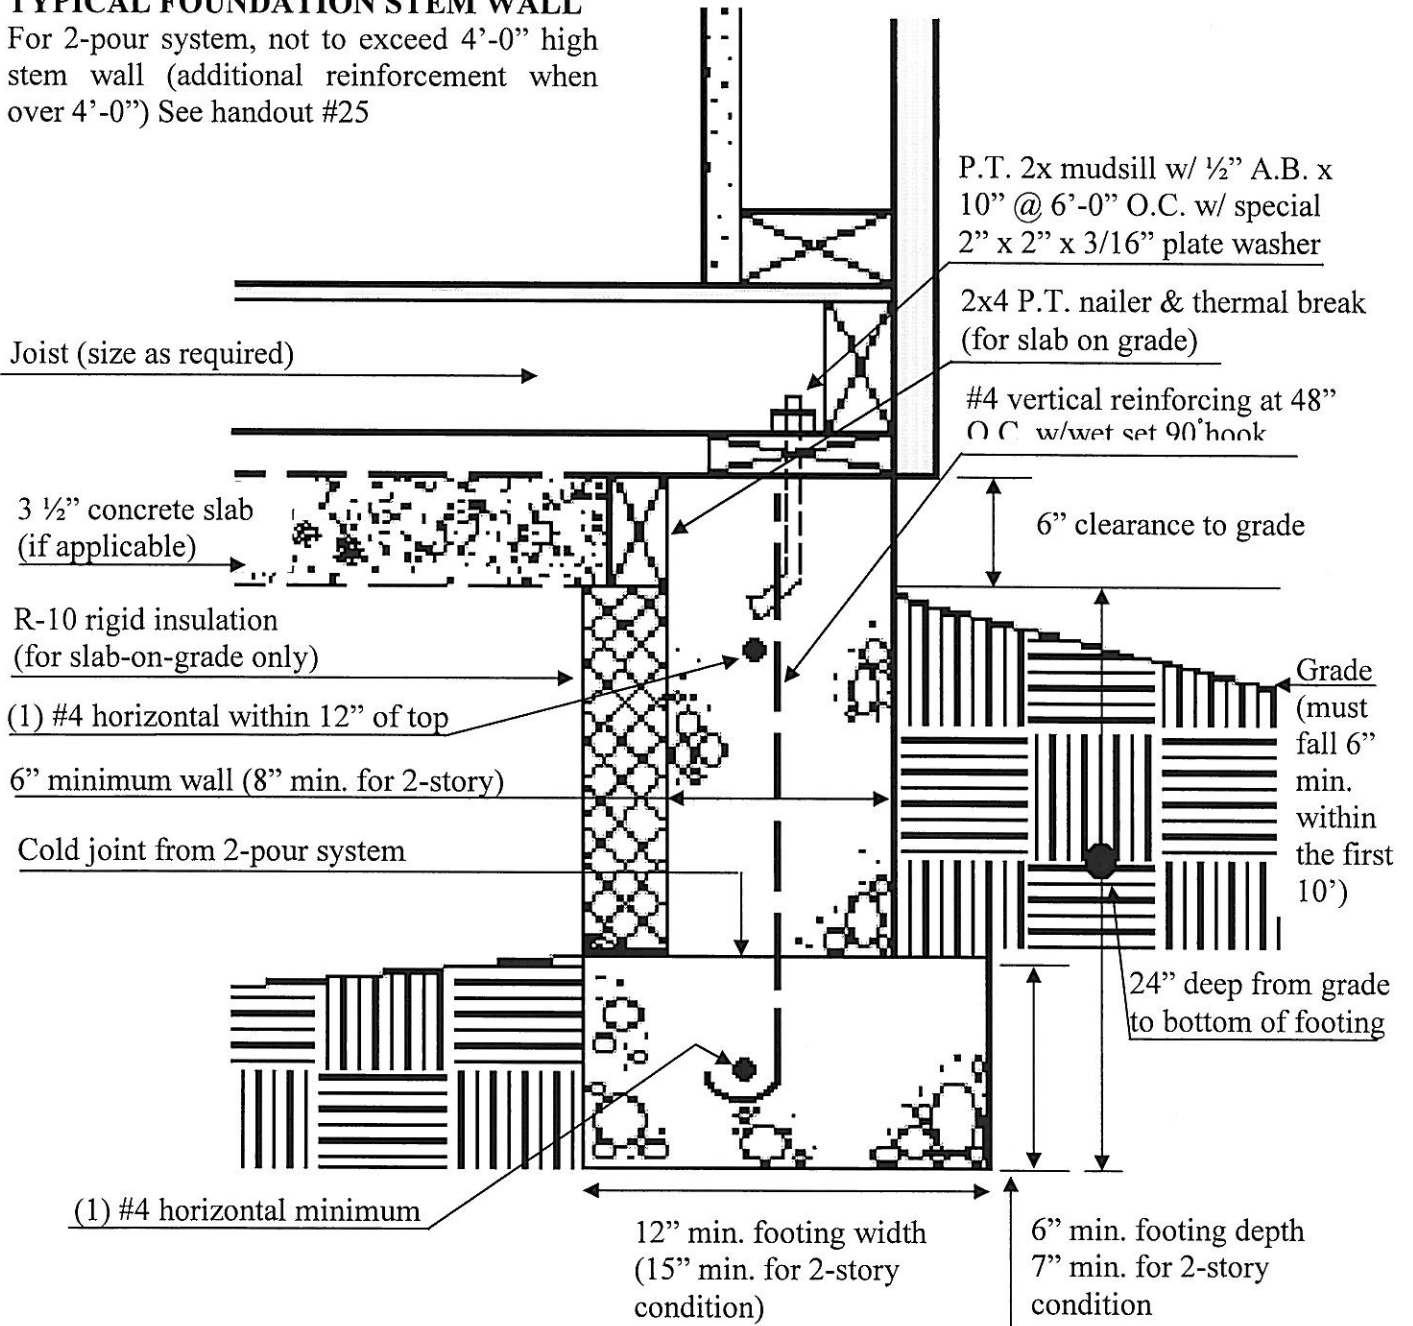 TYPICAL FOUNDATION STEM WALL
For 2-pour system, not to exceed 4’-0” high
stem wall (additional reinforcement when
over 4’-0”) See handout #25
P.T. 2x mudsill w/ ½” A.B. x
10” @ 6’-0” O.C. w/ special
2” x 2” x 3/16” plate washer
2x4 P.T. nailer & thermal break
(for slab on grade)
Joist (size as required)
#4 vertical reinforcing at 48”
O.C. w/wet set 90°hook
3 ½” concrete slab
(if applicable)
6” clearance to grade
R-10 rigid insulation
(for slab-on-grade only)
(1) #4 horizontal within 12” of top
Grade
(must
fall 6”
min.
within
the first
10’)
6” minimum wall (8” min. for 2-story)
Cold joint from 2-pour system
24” deep from grade
to bottom of footing
(1) #4 horizontal minimum
12” min. footing width
(15” min. for 2-story
condition)
6” min. footing depth
7” min. for 2-story
condition